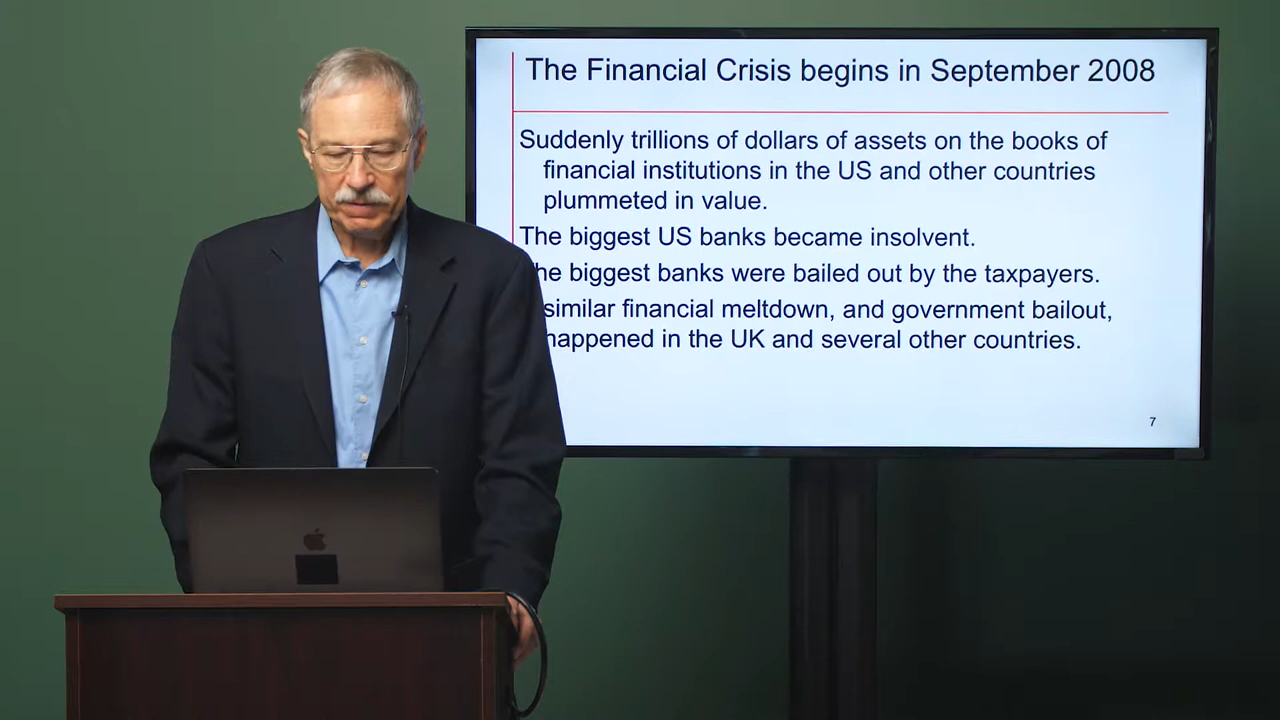 The Financial Crisis begins in September 2008
Suddenly trillions of dollars of assets on the books of
financial institutions in the US and other countries
plummeted in value.
The biggest US banks became insolvent.
he biggest banks were bailed out by the taxpayers.
similar financial meltdown, and government bailout,
happened in the UK and several other countries.
7